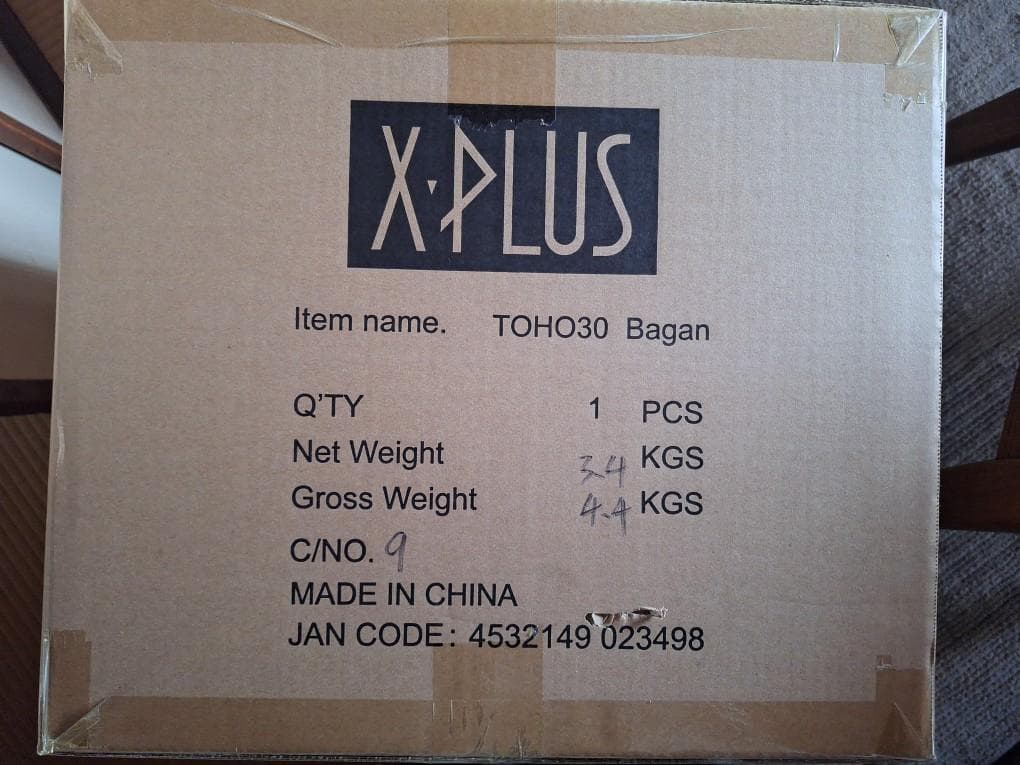 X·PLUS
Item name. TOHO30 Bagan
Q'TY 1 PCS
Net Weight 3.4 KGS
Gross Weight 4.4 KGS
C/NO. 9
MADE IN CHINA
JAN CODE: 4532149 023498